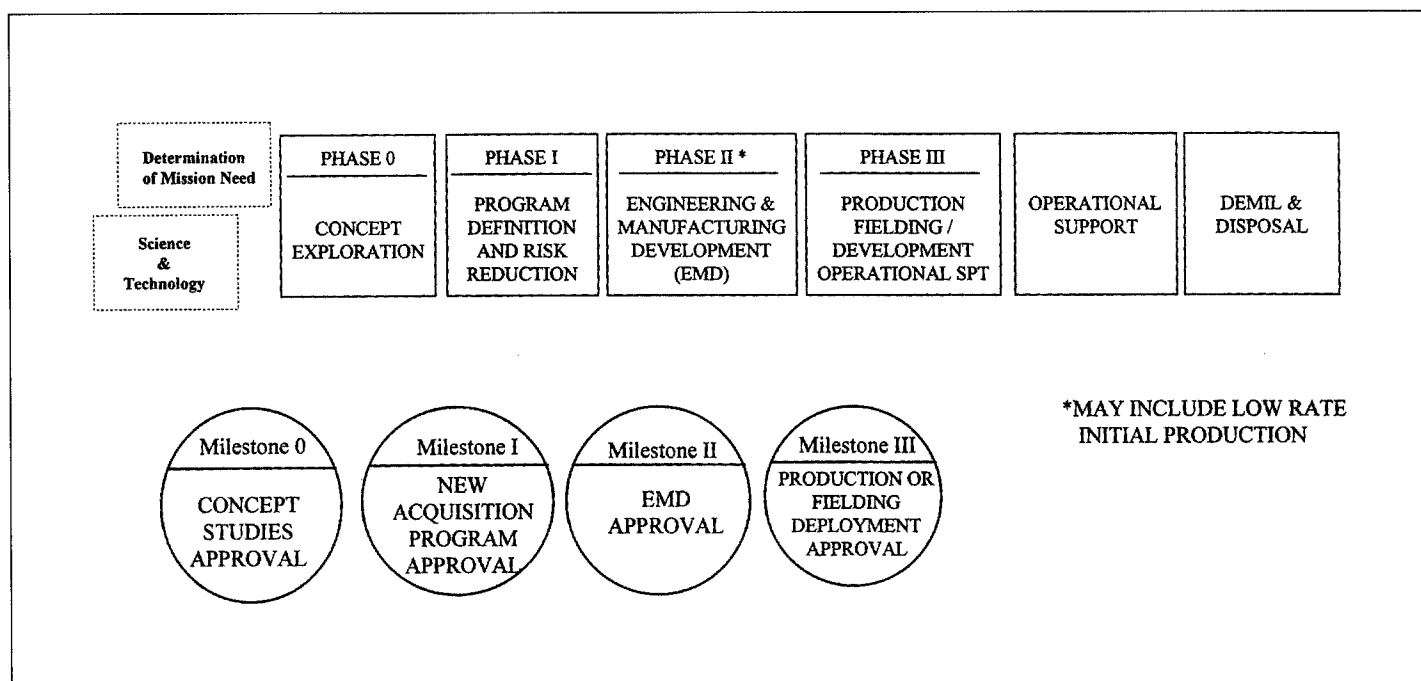 Determination
of Mission Need
Science
&
Technology
PHASE 0
CONCEPT
EXPLORATION
PHASE I
PROGRAM
DEFINITION
AND RISK
REDUCTION
PHASE II *
ENGINEERING &
MANUFACTURING
DEVELOPMENT
(EMD)
PHASE III
PRODUCTION
FIELDING /
DEVELOPMENT
OPERATIONAL SPT
OPERATIONAL
SUPPORT
DEMIL &
DISPOSAL
Milestone 0
CONCEPT
STUDIES
APPROVAL
Milestone I
NEW
ACQUISITION
PROGRAM
APPROVAL
Milestone II
EMD
APPROVAL
Milestone III
PRODUCTION OR
FIELDING
DEPLOYMENT
APPROVAL
*MAY INCLUDE LOW RATE
INITIAL PRODUCTION